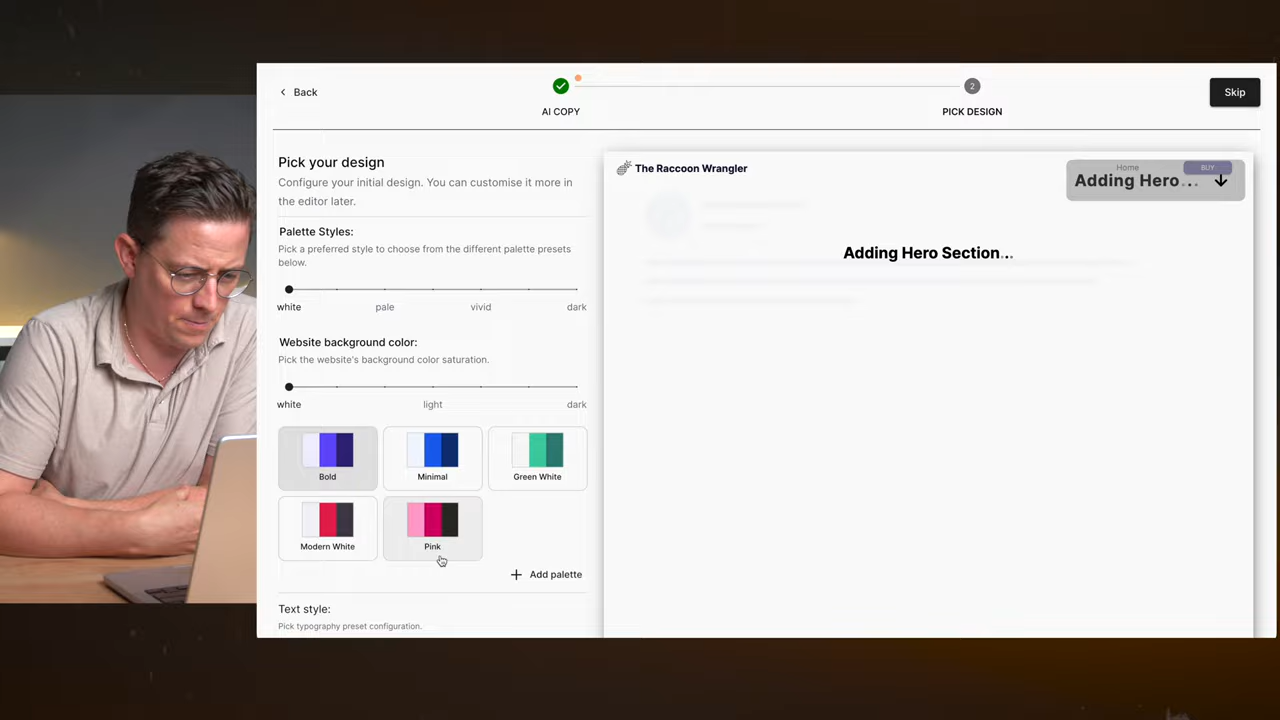 Back
AI COPY
2
PICK DESIGN
Skip
Pick your design
Configure your initial design. You can customise it more in
the editor later.
Palette Styles:
Pick a preferred style to choose from the different palette presets
below.
white pale vivid dark
Website background color:
Pick the website's background color saturation.
white light dark
Bold Minimal Green White
Modern White Pink
Add palette
Text style:
Pick typography preset configuration.
The Raccoon Wrangler
Home
BUY
Adding Hero...
Adding Hero Section...